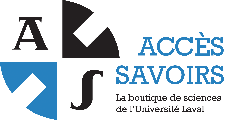 A
S
ACCÈS
SAVOIRS
La boutique de sciences
de l'Université Laval